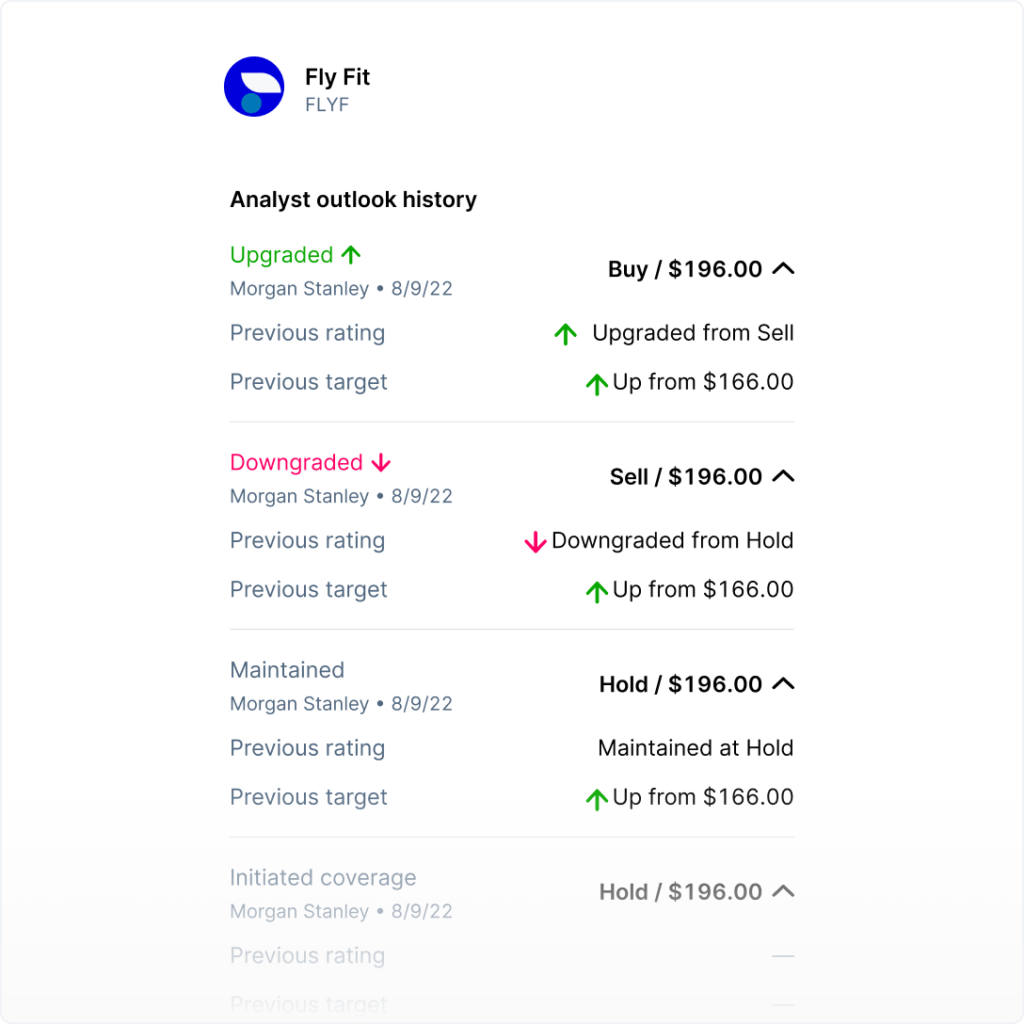 Fly Fit
FLYF
Analyst outlook history
Upgraded
Buy / $196.00
Morgan Stanley • 8/9/22
Previous rating
Upgraded from Sell
Previous target
Up from $166.00
Downgraded
Sell / $196.00
Morgan Stanley • 8/9/22
Previous rating
Downgraded from Hold
Previous target
Up from $166.00
Maintained
Hold / $196.00
Morgan Stanley • 8/9/22
Previous rating
Maintained at Hold
Previous target
Up from $166.00
Initiated coverage
Hold / $196.00
Morgan Stanley • 8/9/22
Previous rating
—
Previous target
—